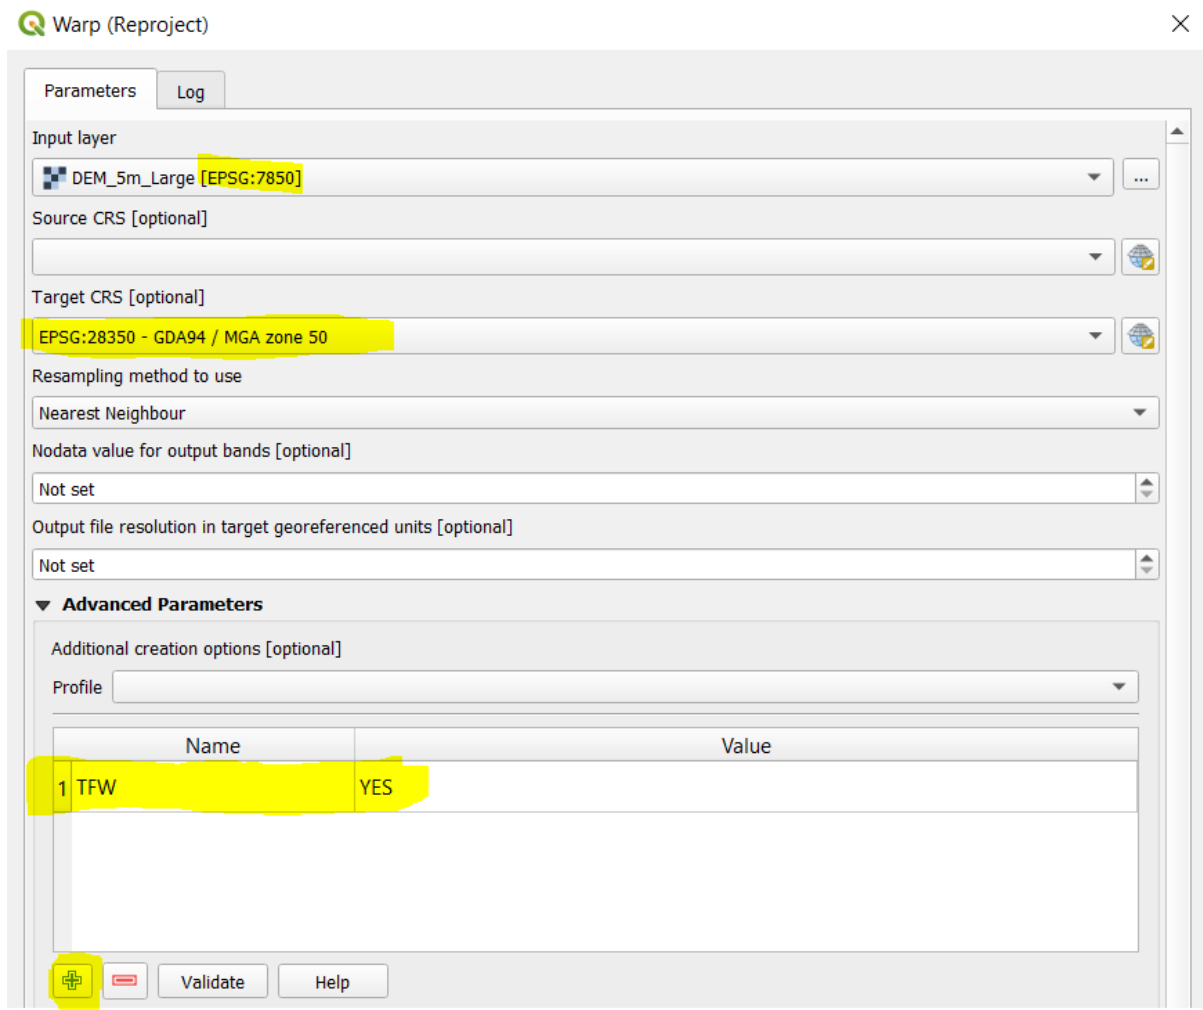 Warp (Reproject)
Parameters Log
Input layer
DEM_5m_Large [EPSG:7850]
...
Source CRS [optional]
Target CRS [optional]
EPSG:28350 - GDA94 / MGA zone 50
Resampling method to use
Nearest Neighbour
Nodata value for output bands [optional]
Not set
Output file resolution in target georeferenced units [optional]
Not set
Advanced Parameters
Additional creation options [optional]
Profile
Name Value
1 TFW YES
Validate Help